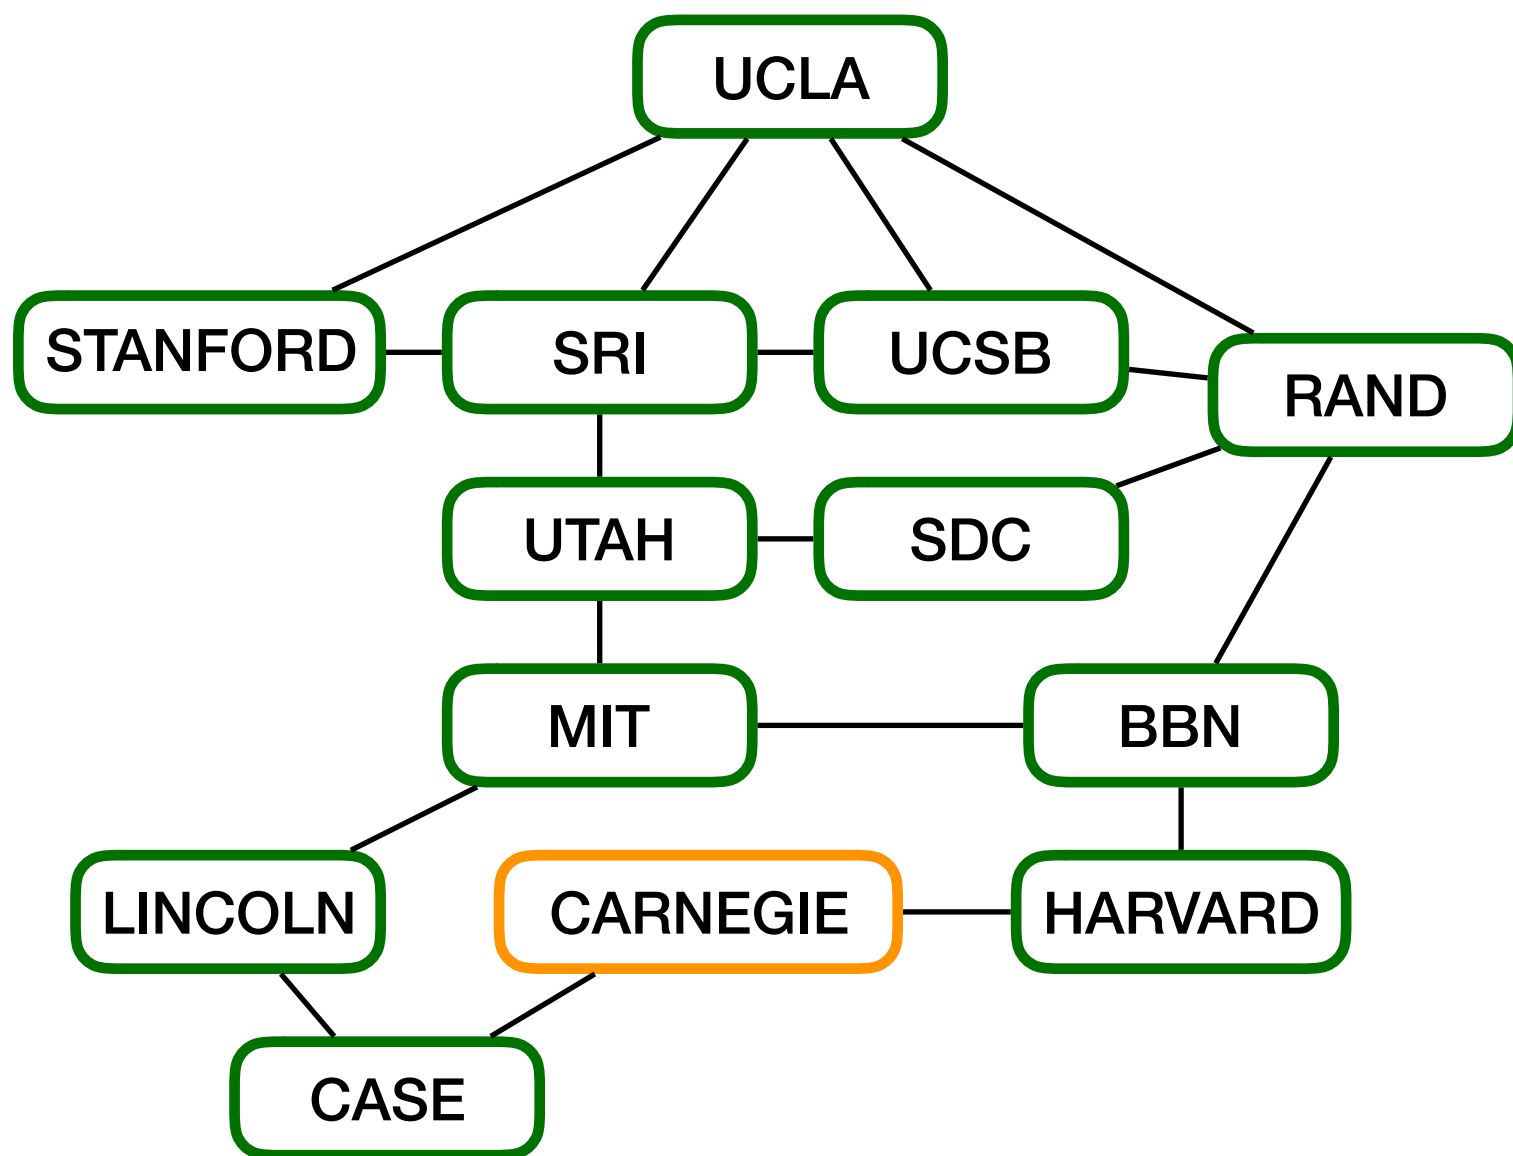 UCLA
STANFORD
SRI
UCSB
RAND
UTAH
SDC
MIT
BBN
LINCOLN
CARNEGIE
HARVARD
CASE